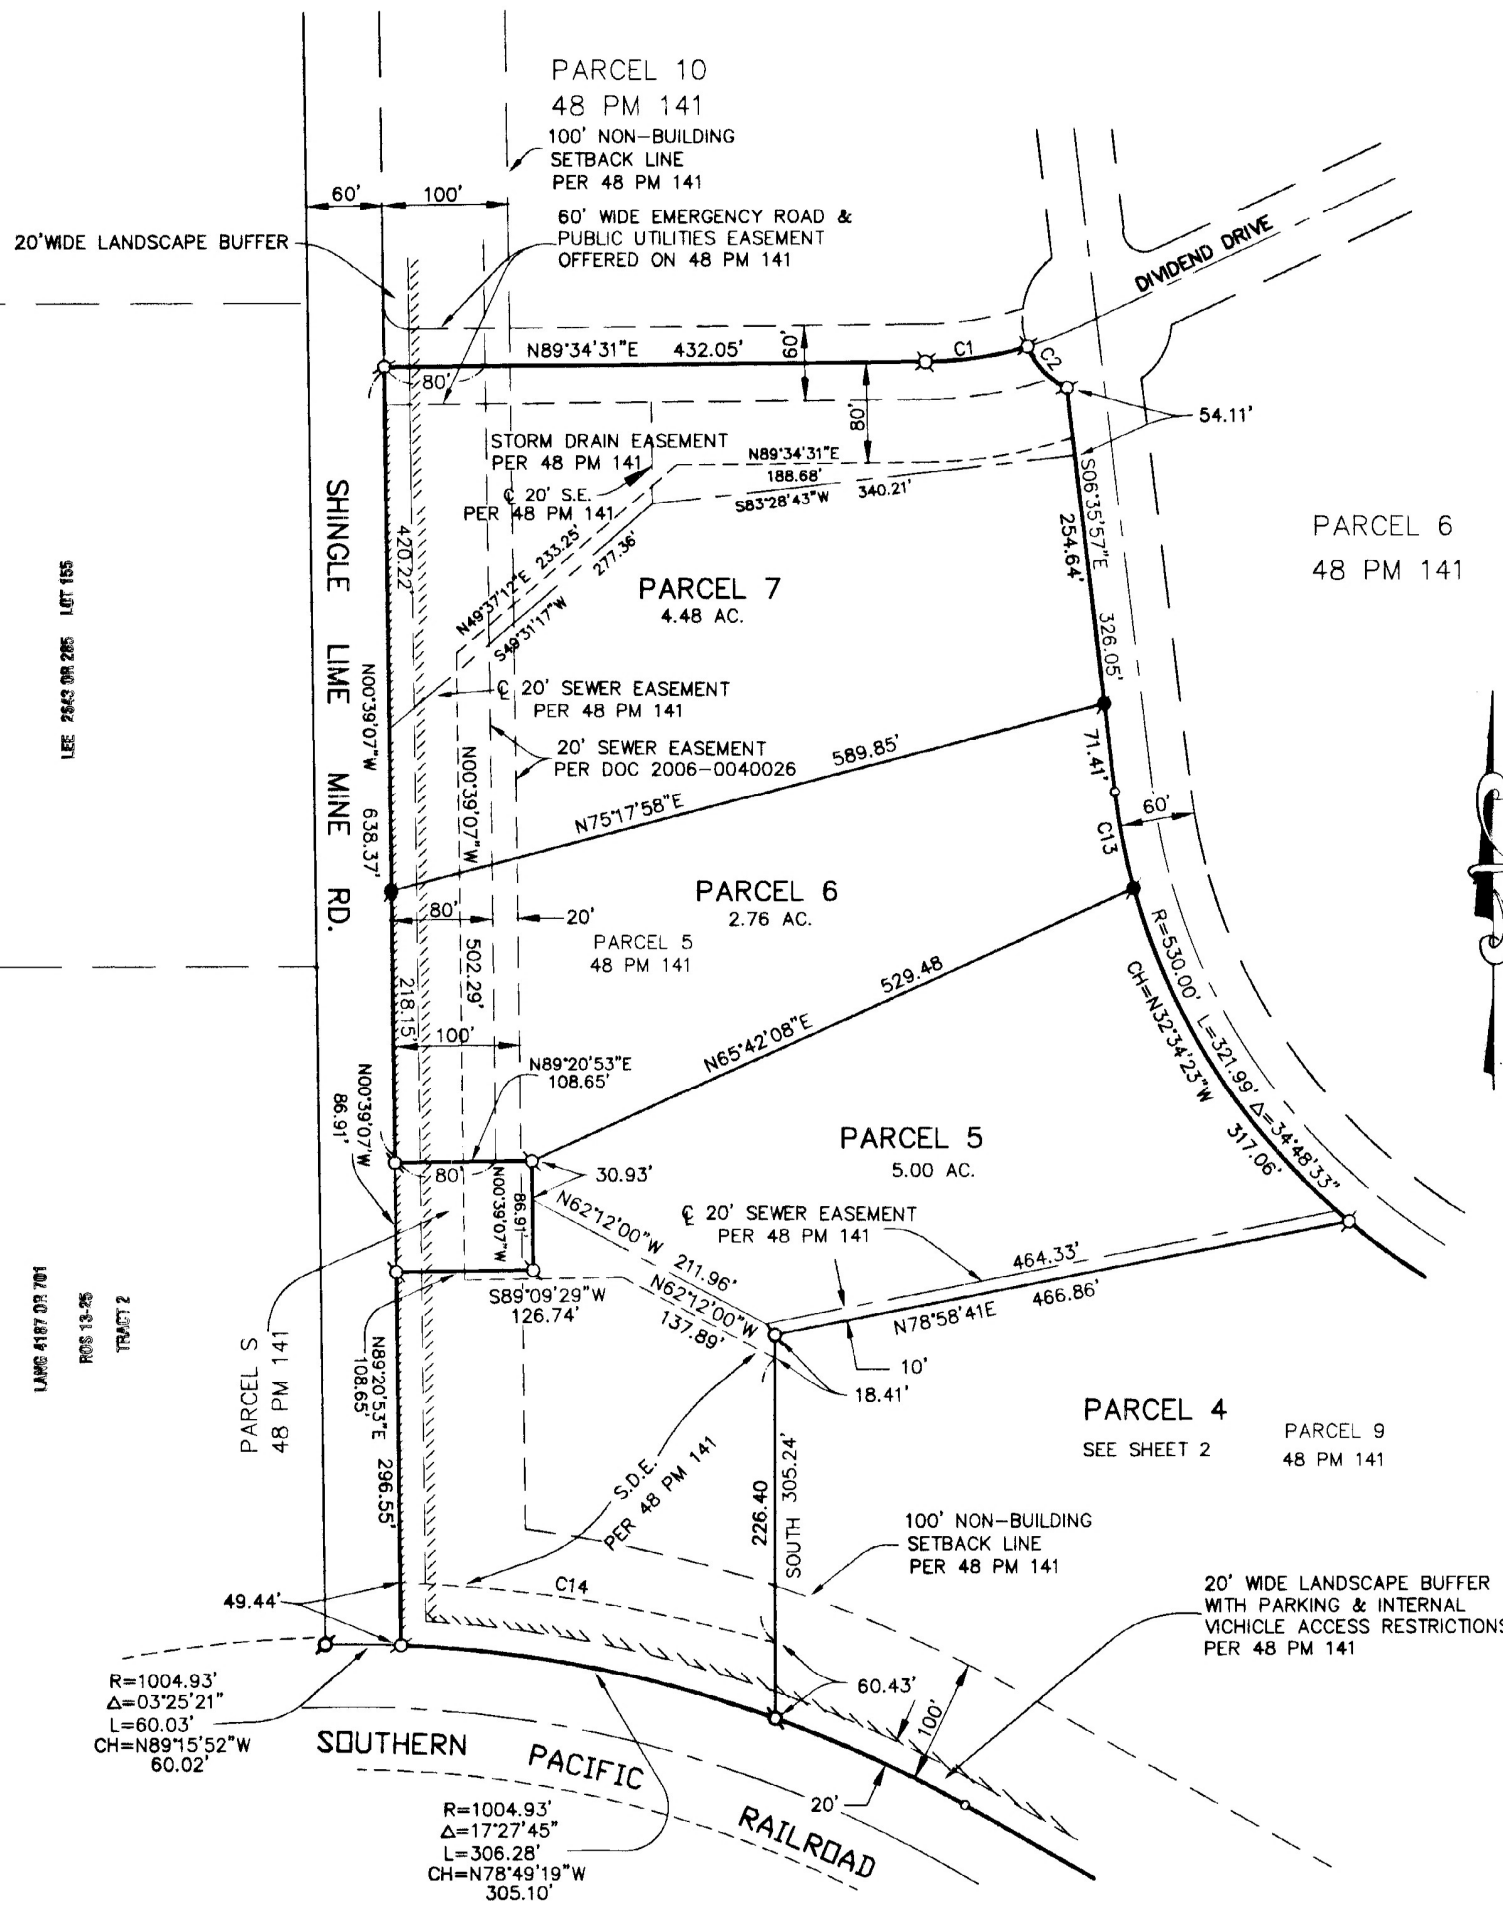 PARCEL 10
48 PM 141
100' NON-BUILDING
SETBACK LINE
PER 48 PM 141
60'
100'
60' WIDE EMERGENCY ROAD &
PUBLIC UTILITIES EASEMENT
OFFERED ON 48 PM 141
20'WIDE LANDSCAPE BUFFER
DIVIDEND DRIVE
N89°34'31"E 432.05'
60'
C1
C2
80'
80'
54.11'
STORM DRAIN EASEMENT
PER 48 PM 141
N89°34'31"E
188.68'
S83°28'43"W 340.21'
℄ 20' S.E.
PER 48 PM 141
S06°35'57"E
254.64'
326.05'
PARCEL 6
48 PM 141
SHINGLE LIME MINE RD.
420.22'
N49°37'12"E 233.25'
277.36'
S49°31'17"W
PARCEL 7
4.48 AC.
LEE 2643 OR 285 LOT 155
N00°39'07"W 638.37'
℄ 20' SEWER EASEMENT
PER 48 PM 141
20' SEWER EASEMENT
PER DOC 2006-0040026
N00°39'07"W
502.29'
589.85'
N75°17'58"E
71.41'
C13
60'
PARCEL 6
2.76 AC.
80'
20'
PARCEL 5
48 PM 141
529.48
N65°42'08"E
R=530.00' L=321.99' Δ=34°48'33"
CH=N32°34'23"W
317.06'
218.15'
100'
N89°20'53"E
108.65'
N00°39'07"W
86.91'
PARCEL 5
5.00 AC.
80'
30.93'
N00°39'07"W
86.91'
N62°12'00"W 211.96'
℄ 20' SEWER EASEMENT
PER 48 PM 141
464.33'
466.86'
N78°58'41E
S89°09'29"W
126.74'
N62°12'00"W
137.89'
10'
18.41'
LANG 4187 OR 701
ROS 13-25
TRACT 2
PARCEL S
48 PM 141
N89°20'53"E
108.65'
296.55'
PARCEL 4
SEE SHEET 2
PARCEL 9
48 PM 141
S.D.E.
PER 48 PM 141
226.40
SOUTH 305.24'
100' NON-BUILDING
SETBACK LINE
PER 48 PM 141
C14
49.44'
20' WIDE LANDSCAPE BUFFER
WITH PARKING & INTERNAL
VICHICLE ACCESS RESTRICTIONS
PER 48 PM 141
60.43'
100'
R=1004.93'
Δ=03°25'21"
L=60.03'
CH=N89°15'52"W
60.02'
SOUTHERN PACIFIC RAILROAD
20'
R=1004.93'
Δ=17°27'45"
L=306.28'
CH=N78°49'19"W
305.10'